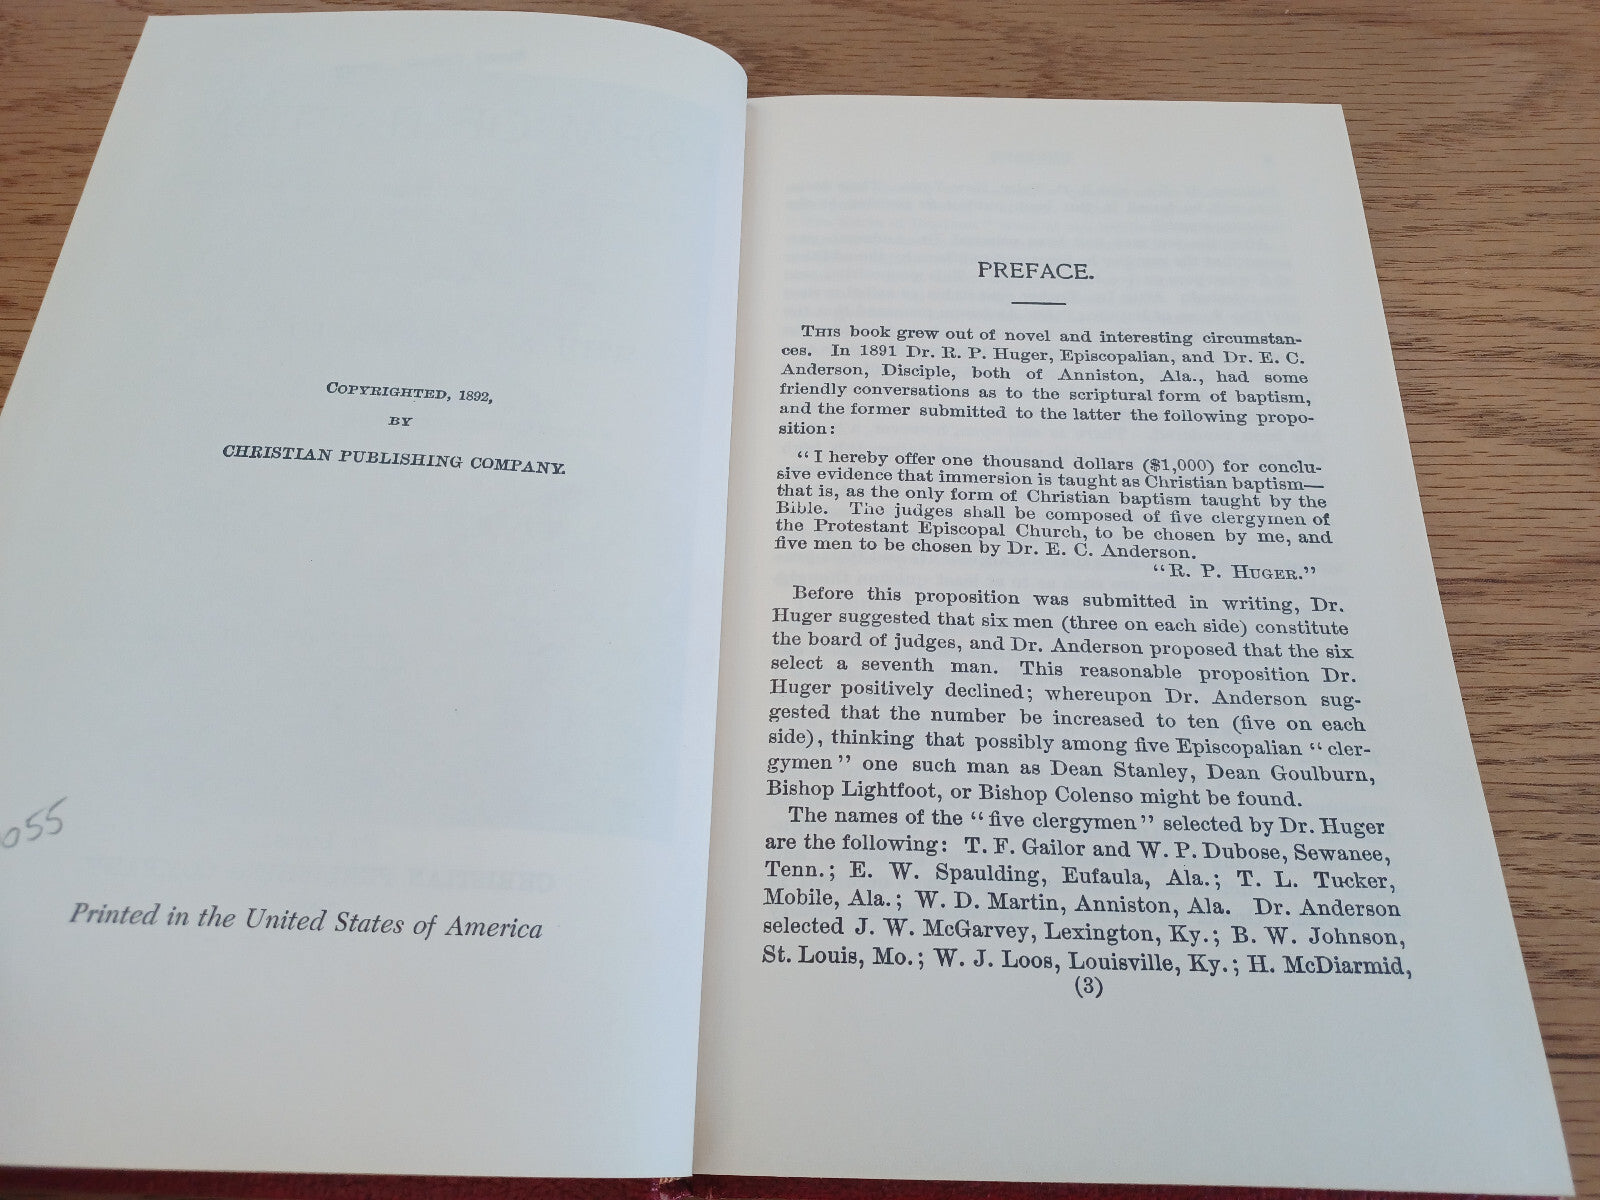 COPYRIGHTED, 1892,
BY
CHRISTIAN PUBLISHING COMPANY.
055
Printed in the United States of America
PREFACE.
THIS book grew out of novel and interesting circumstan-
ces. In 1891 Dr. R. P. Huger, Episcopalian, and Dr. E. C.
Anderson, Disciple, both of Anniston, Ala., had some
friendly conversations as to the scriptural form of baptism,
and the former submitted to the latter the following propo-
sition:
"I hereby offer one thousand dollars ($1,000) for conclu-
sive evidence that immersion is taught as Christian baptism—
that is, as the only form of Christian baptism taught by the
Bible. The judges shall be composed of five clergymen of
the Protestant Episcopal Church, to be chosen by me, and
five men to be chosen by Dr. E. C. Anderson.
"R. P. HUGER."
Before this proposition was submitted in writing, Dr.
Huger suggested that six men (three on each side) constitute
the board of judges, and Dr. Anderson proposed that the six
select a seventh man. This reasonable proposition Dr.
Huger positively declined; whereupon Dr. Anderson sug-
gested that the number be increased to ten (five on each
side), thinking that possibly among five Episcopalian "cler-
gymen" one such man as Dean Stanley, Dean Goulburn,
Bishop Lightfoot, or Bishop Colenso might be found.
The names of the "five clergymen" selected by Dr. Huger
are the following: T. F. Gailor and W. P. Dubose, Sewanee,
Tenn.; E. W. Spaulding, Eufaula, Ala.; T. L. Tucker,
Mobile, Ala.; W. D. Martin, Anniston, Ala. Dr. Anderson
selected J. W. McGarvey, Lexington, Ky.; B. W. Johnson,
St. Louis, Mo.; W. J. Loos, Louisville, Ky.; H. McDiarmid,
(3)